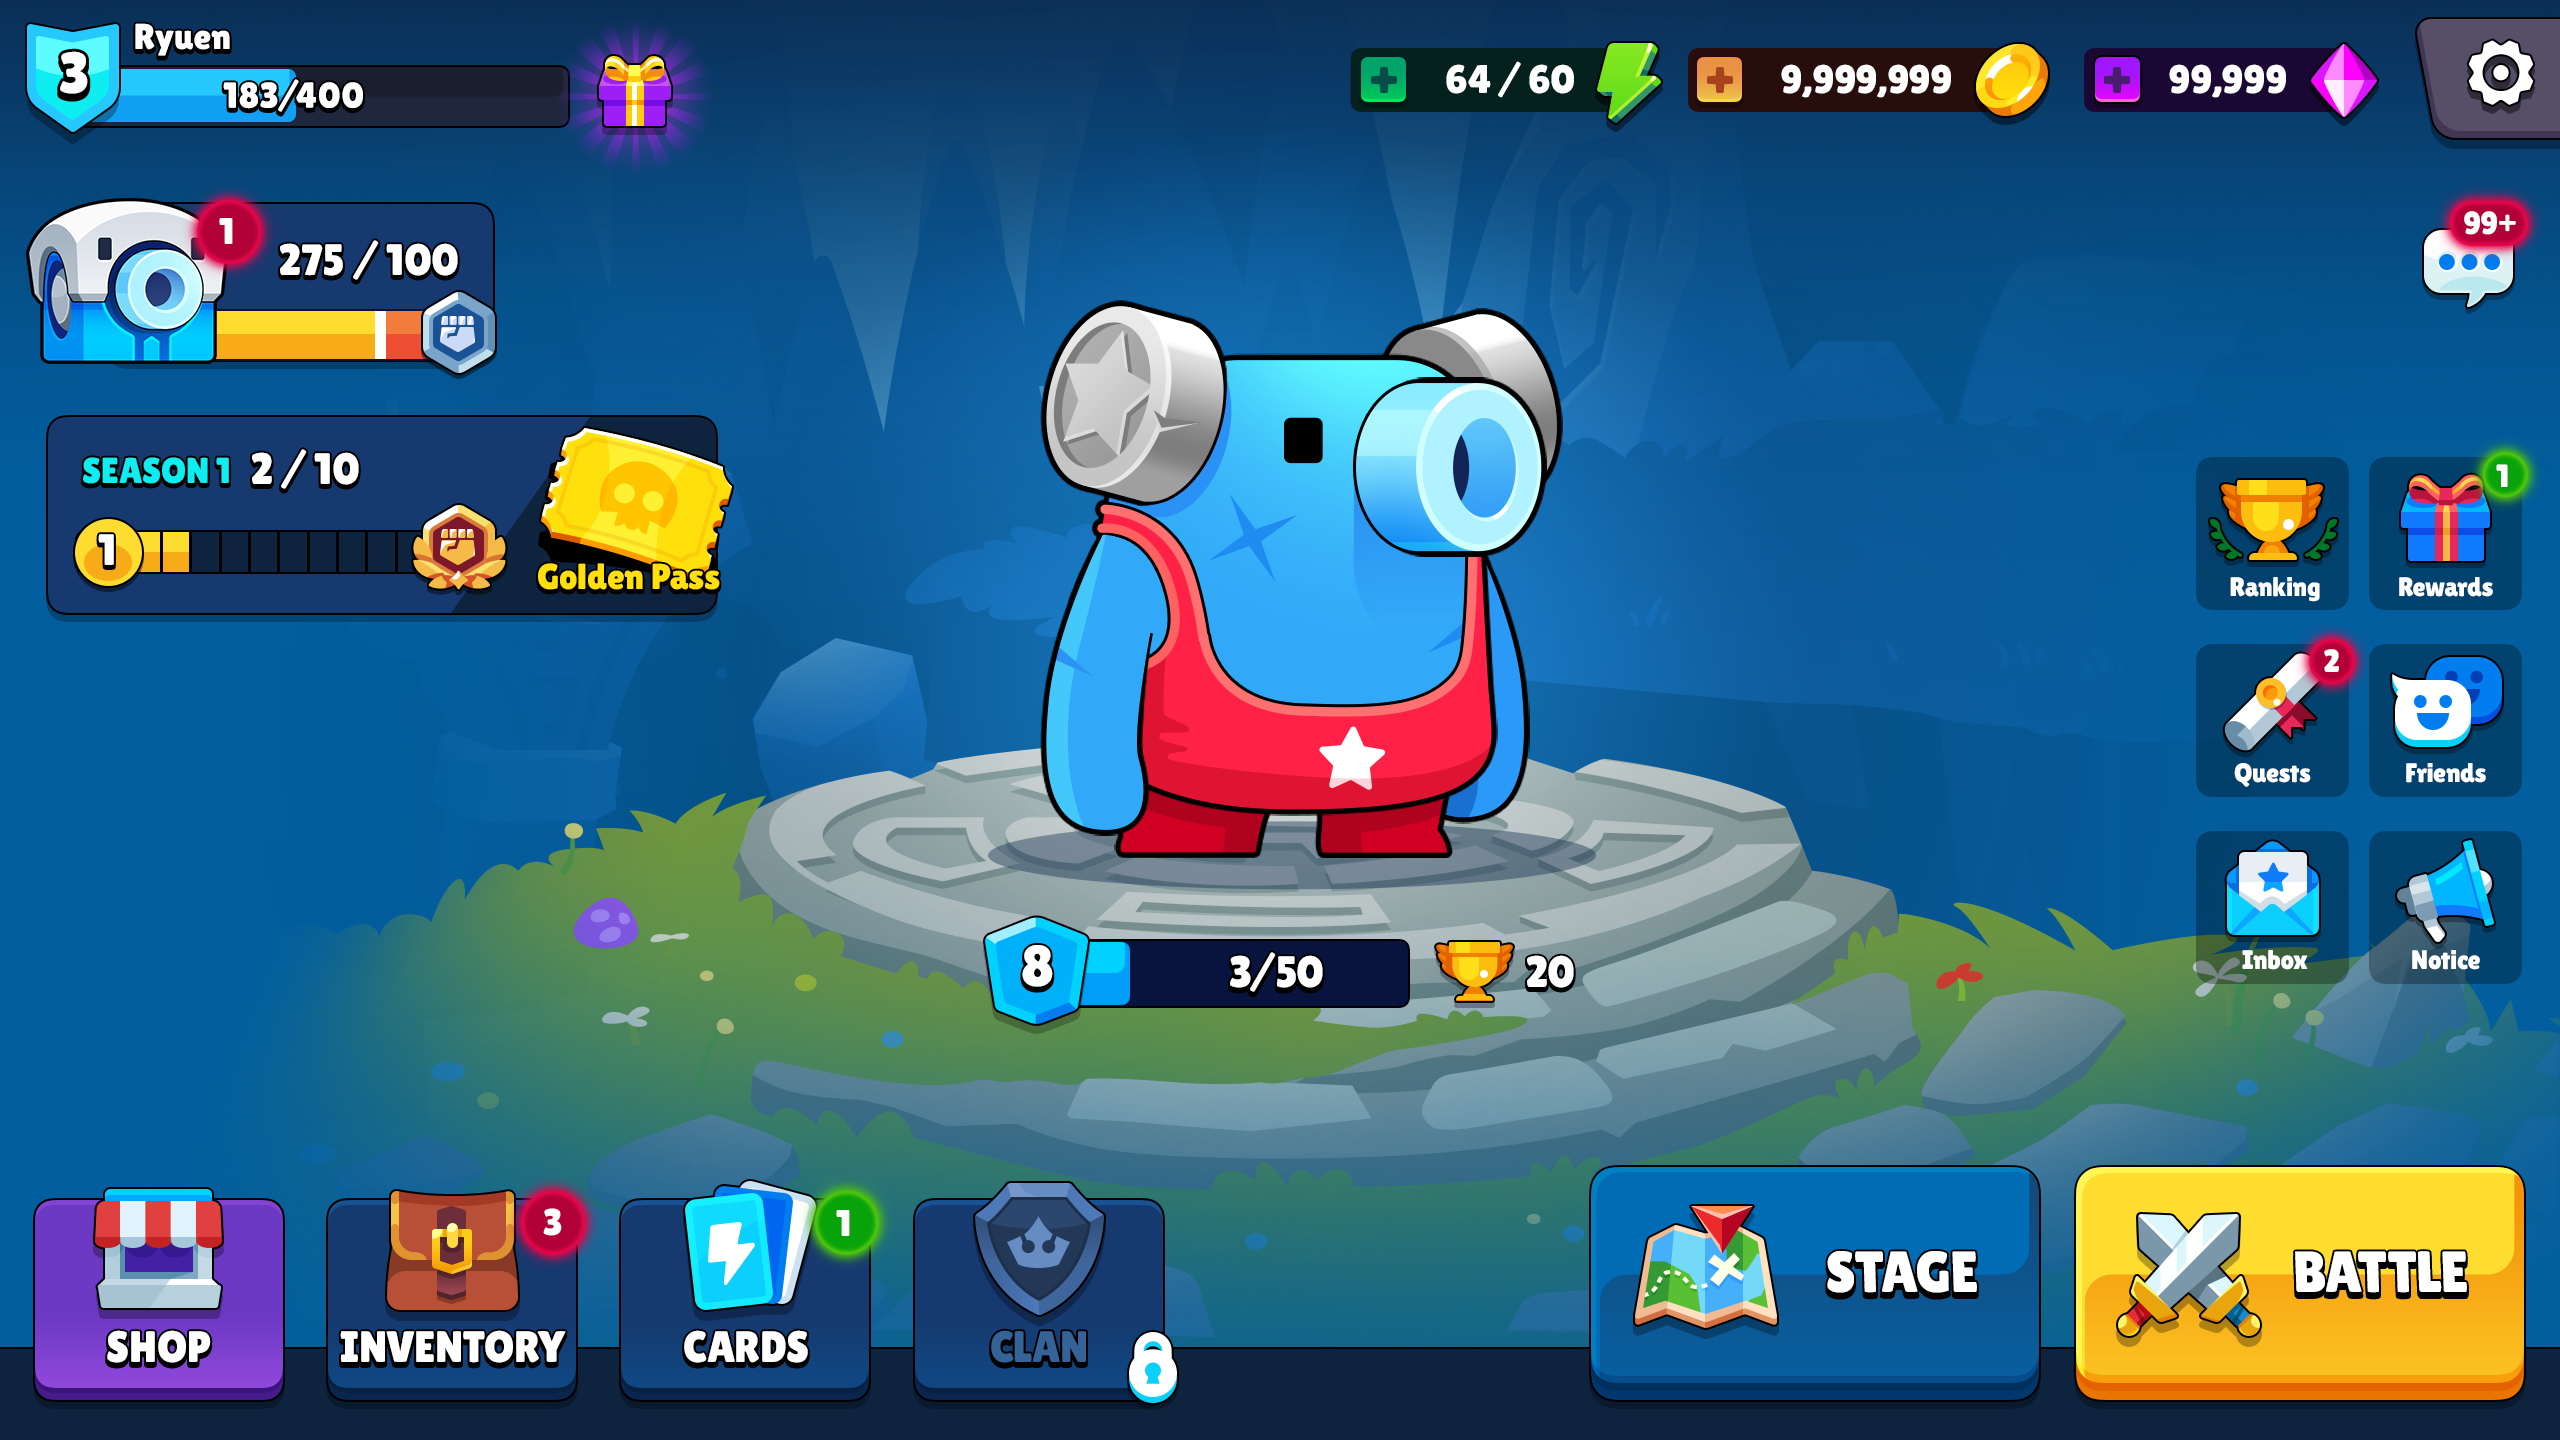 3
Ryuen
183/400
64 / 60
9,999,999
99,999
1
275 / 100
99+
SEASON 1 2 / 10
1
Golden Pass
Ranking
1
Rewards
2
Quests
Friends
Inbox
Notice
8
3/50
20
SHOP
3
INVENTORY
1
CARDS
CLAN
STAGE
BATTLE